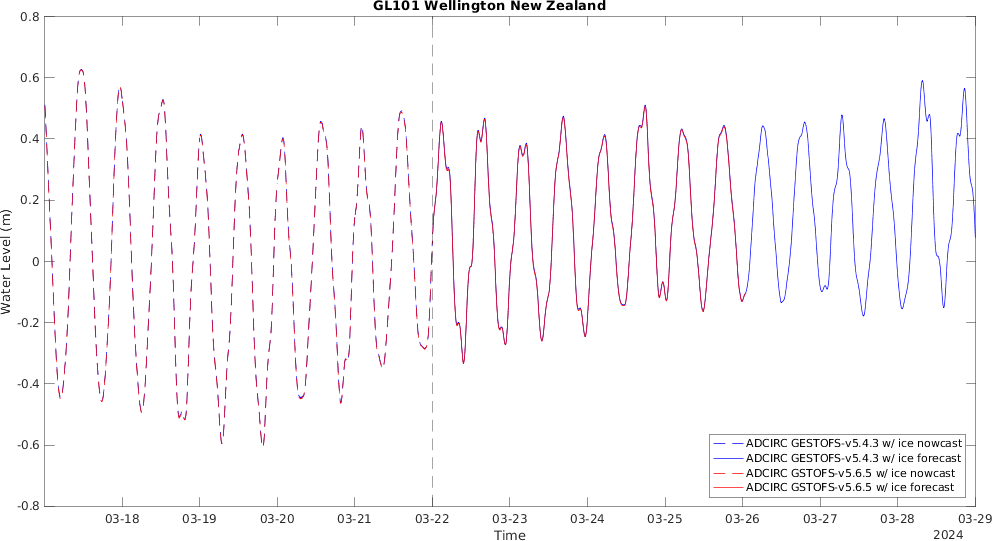 GL101 Wellington New Zealand
0.8
0.6
0.4
0.2
0
-0.2
-0.4
-0.6
-0.8
Water Level (m)
ADCIRC GESTOFS-v5.4.3 w/ ice nowcast
ADCIRC GESTOFS-v5.4.3 w/ ice forecast
ADCIRC GSTOFS-v5.6.5 w/ ice nowcast
ADCIRC GSTOFS-v5.6.5 w/ ice forecast
03-18 03-19 03-20 03-21 03-22 03-23 03-24 03-25 03-26 03-27 03-28 03-29
Time
2024